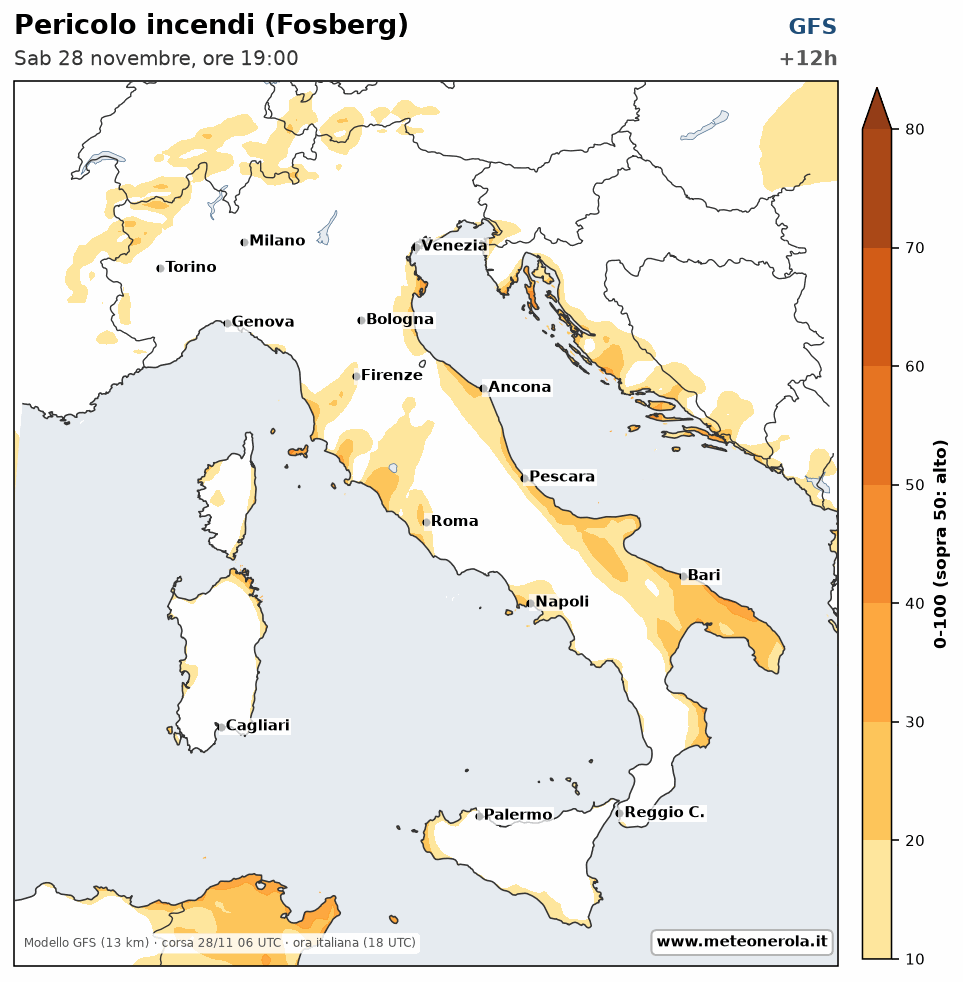 Pericolo incendi (Fosberg)
GFS
Sab 28 novembre, ore 19:00
+12h
80
70
60
50
40
30
20
10
0-100 (sopra 50: alto)
Milano
Venezia
Torino
Genova
Bologna
Firenze
Ancona
Pescara
Roma
Bari
Napoli
Cagliari
Palermo
Reggio C.
Modello GFS (13 km) · corsa 28/11 06 UTC · ora italiana (18 UTC)
www.meteonerola.it